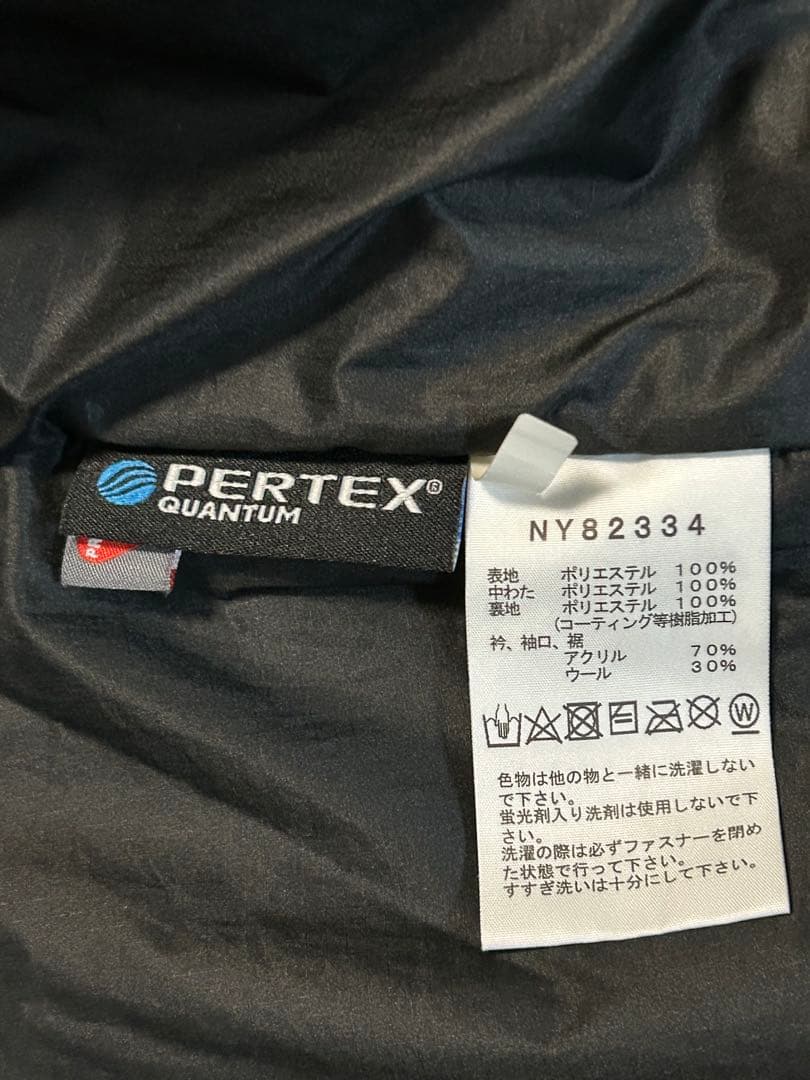 PERTEX®
QUANTUM
NY82334
表地 ポリエステル 100%
中わた ポリエステル 100%
裏地 ポリエステル 100%
(コーティング等樹脂加工)
衿、袖口、裾
アクリル 70%
ウール 30%
W
色物は他の物と一緒に洗濯しない
で下さい。
蛍光剤入り洗剤は使用しないで下
さい。
洗濯の際は必ずファスナーを閉め
た状態で行って下さい。
すすぎ洗いは十分にして下さい。